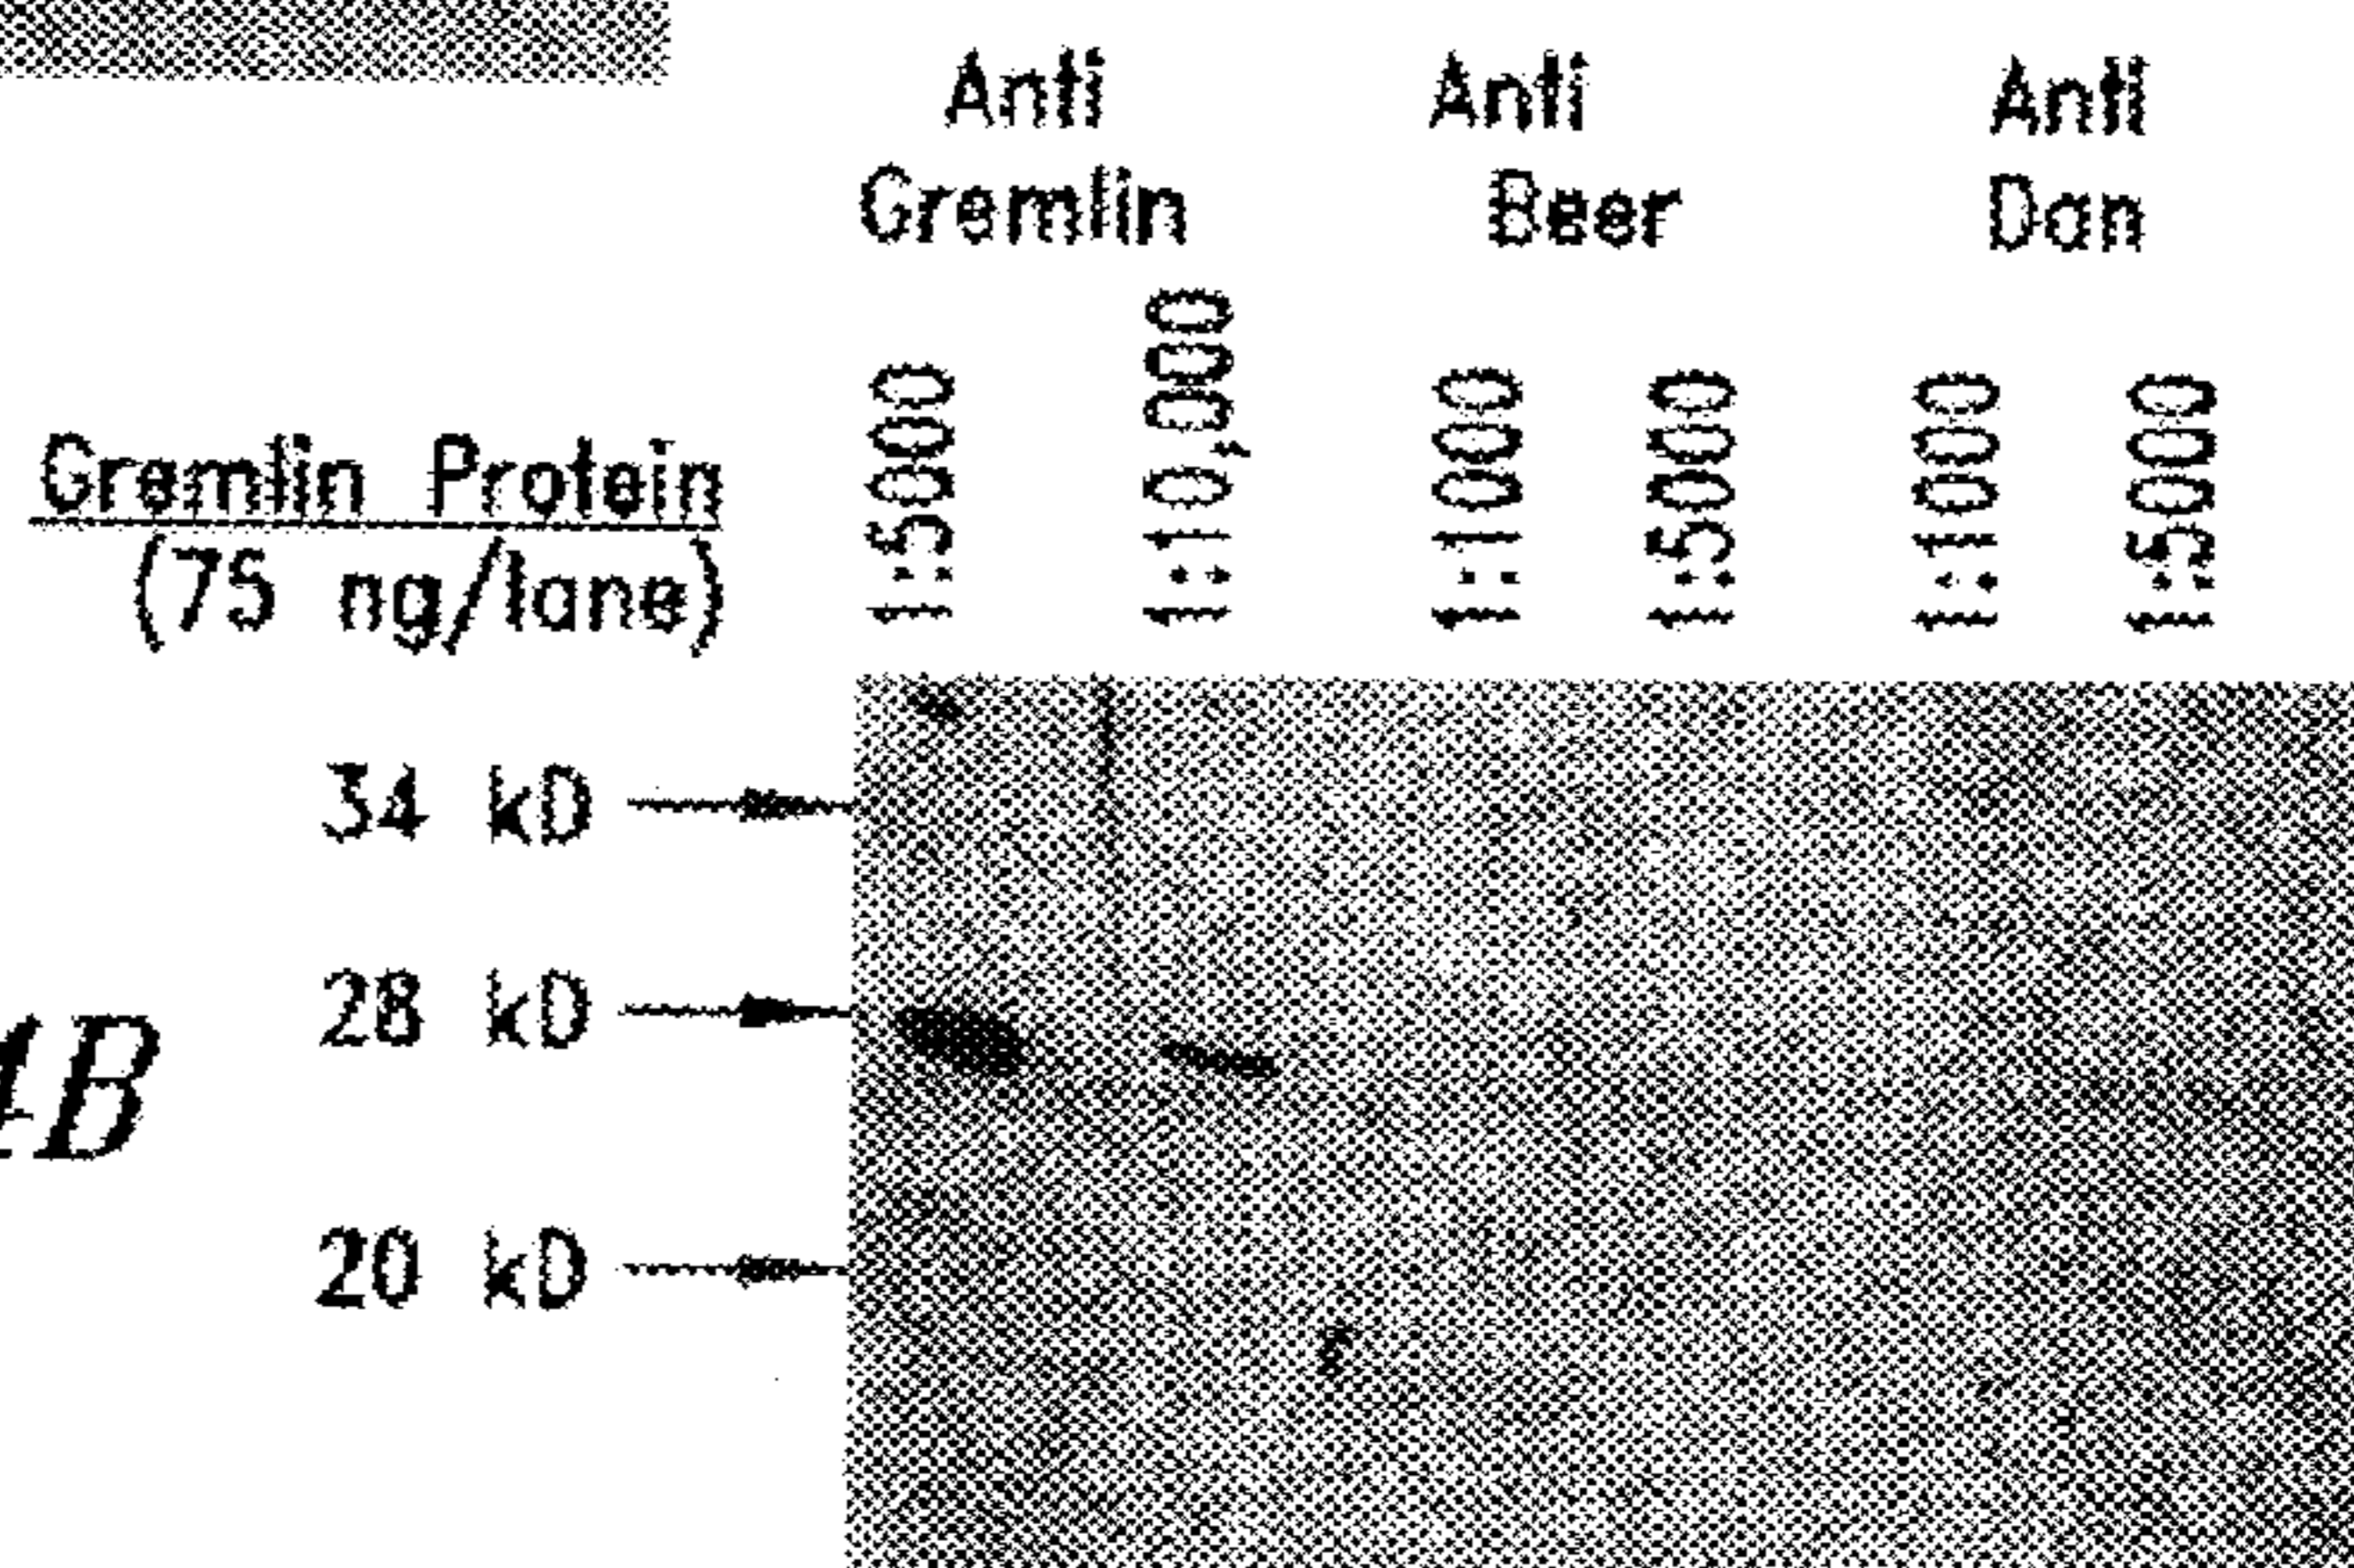 Anti Anti Anti
Gremlin Beer Dan
1:5000 1:10,000 1:1000 1:5000 1:1000 1:5000
Gremlin Protein
(75 ng/lane)
34 kD
28 kD
4B
20 kD